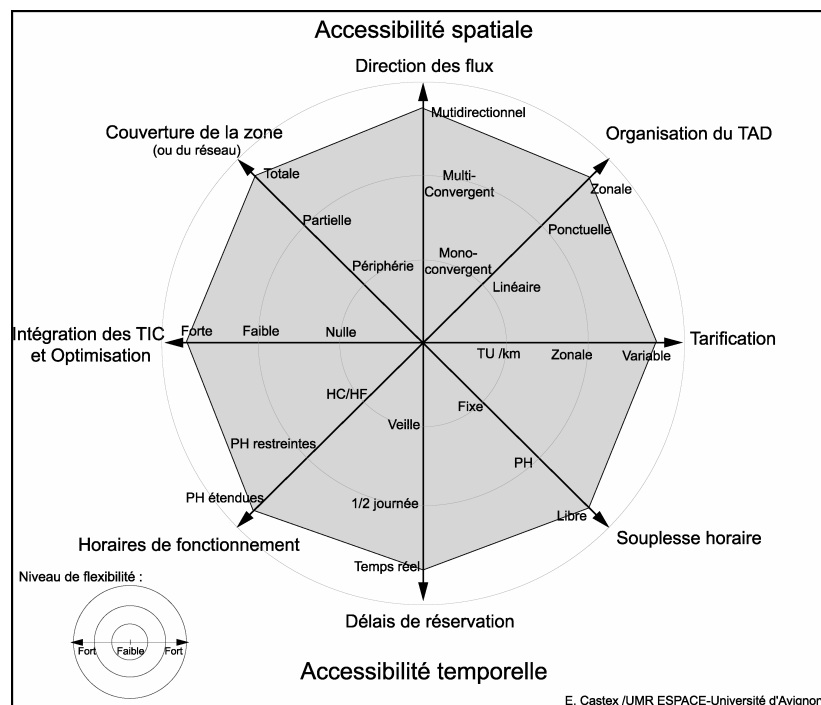 Accessibilité spatiale
Direction des flux
Mutidirectionnel
Couverture de la zone
(ou du réseau)
Organisation du TAD
Totale
Multi-
Convergent
Zonale
Partielle
Ponctuelle
Périphérie
Mono-
convergent
Linéaire
Intégration des TIC
et Optimisation
Forte
Faible
Nulle
TU /km
Zonale
Variable
Tarification
HC/HF
Fixe
Veille
PH restreintes
PH
PH étendues
1/2 journée
Libre
Horaires de fonctionnement
Souplesse horaire
Temps réel
Délais de réservation
Niveau de flexibilité :
Fort
Faible
Fort
Accessibilité temporelle
E. Castex /UMR ESPACE-Université d'Avignon